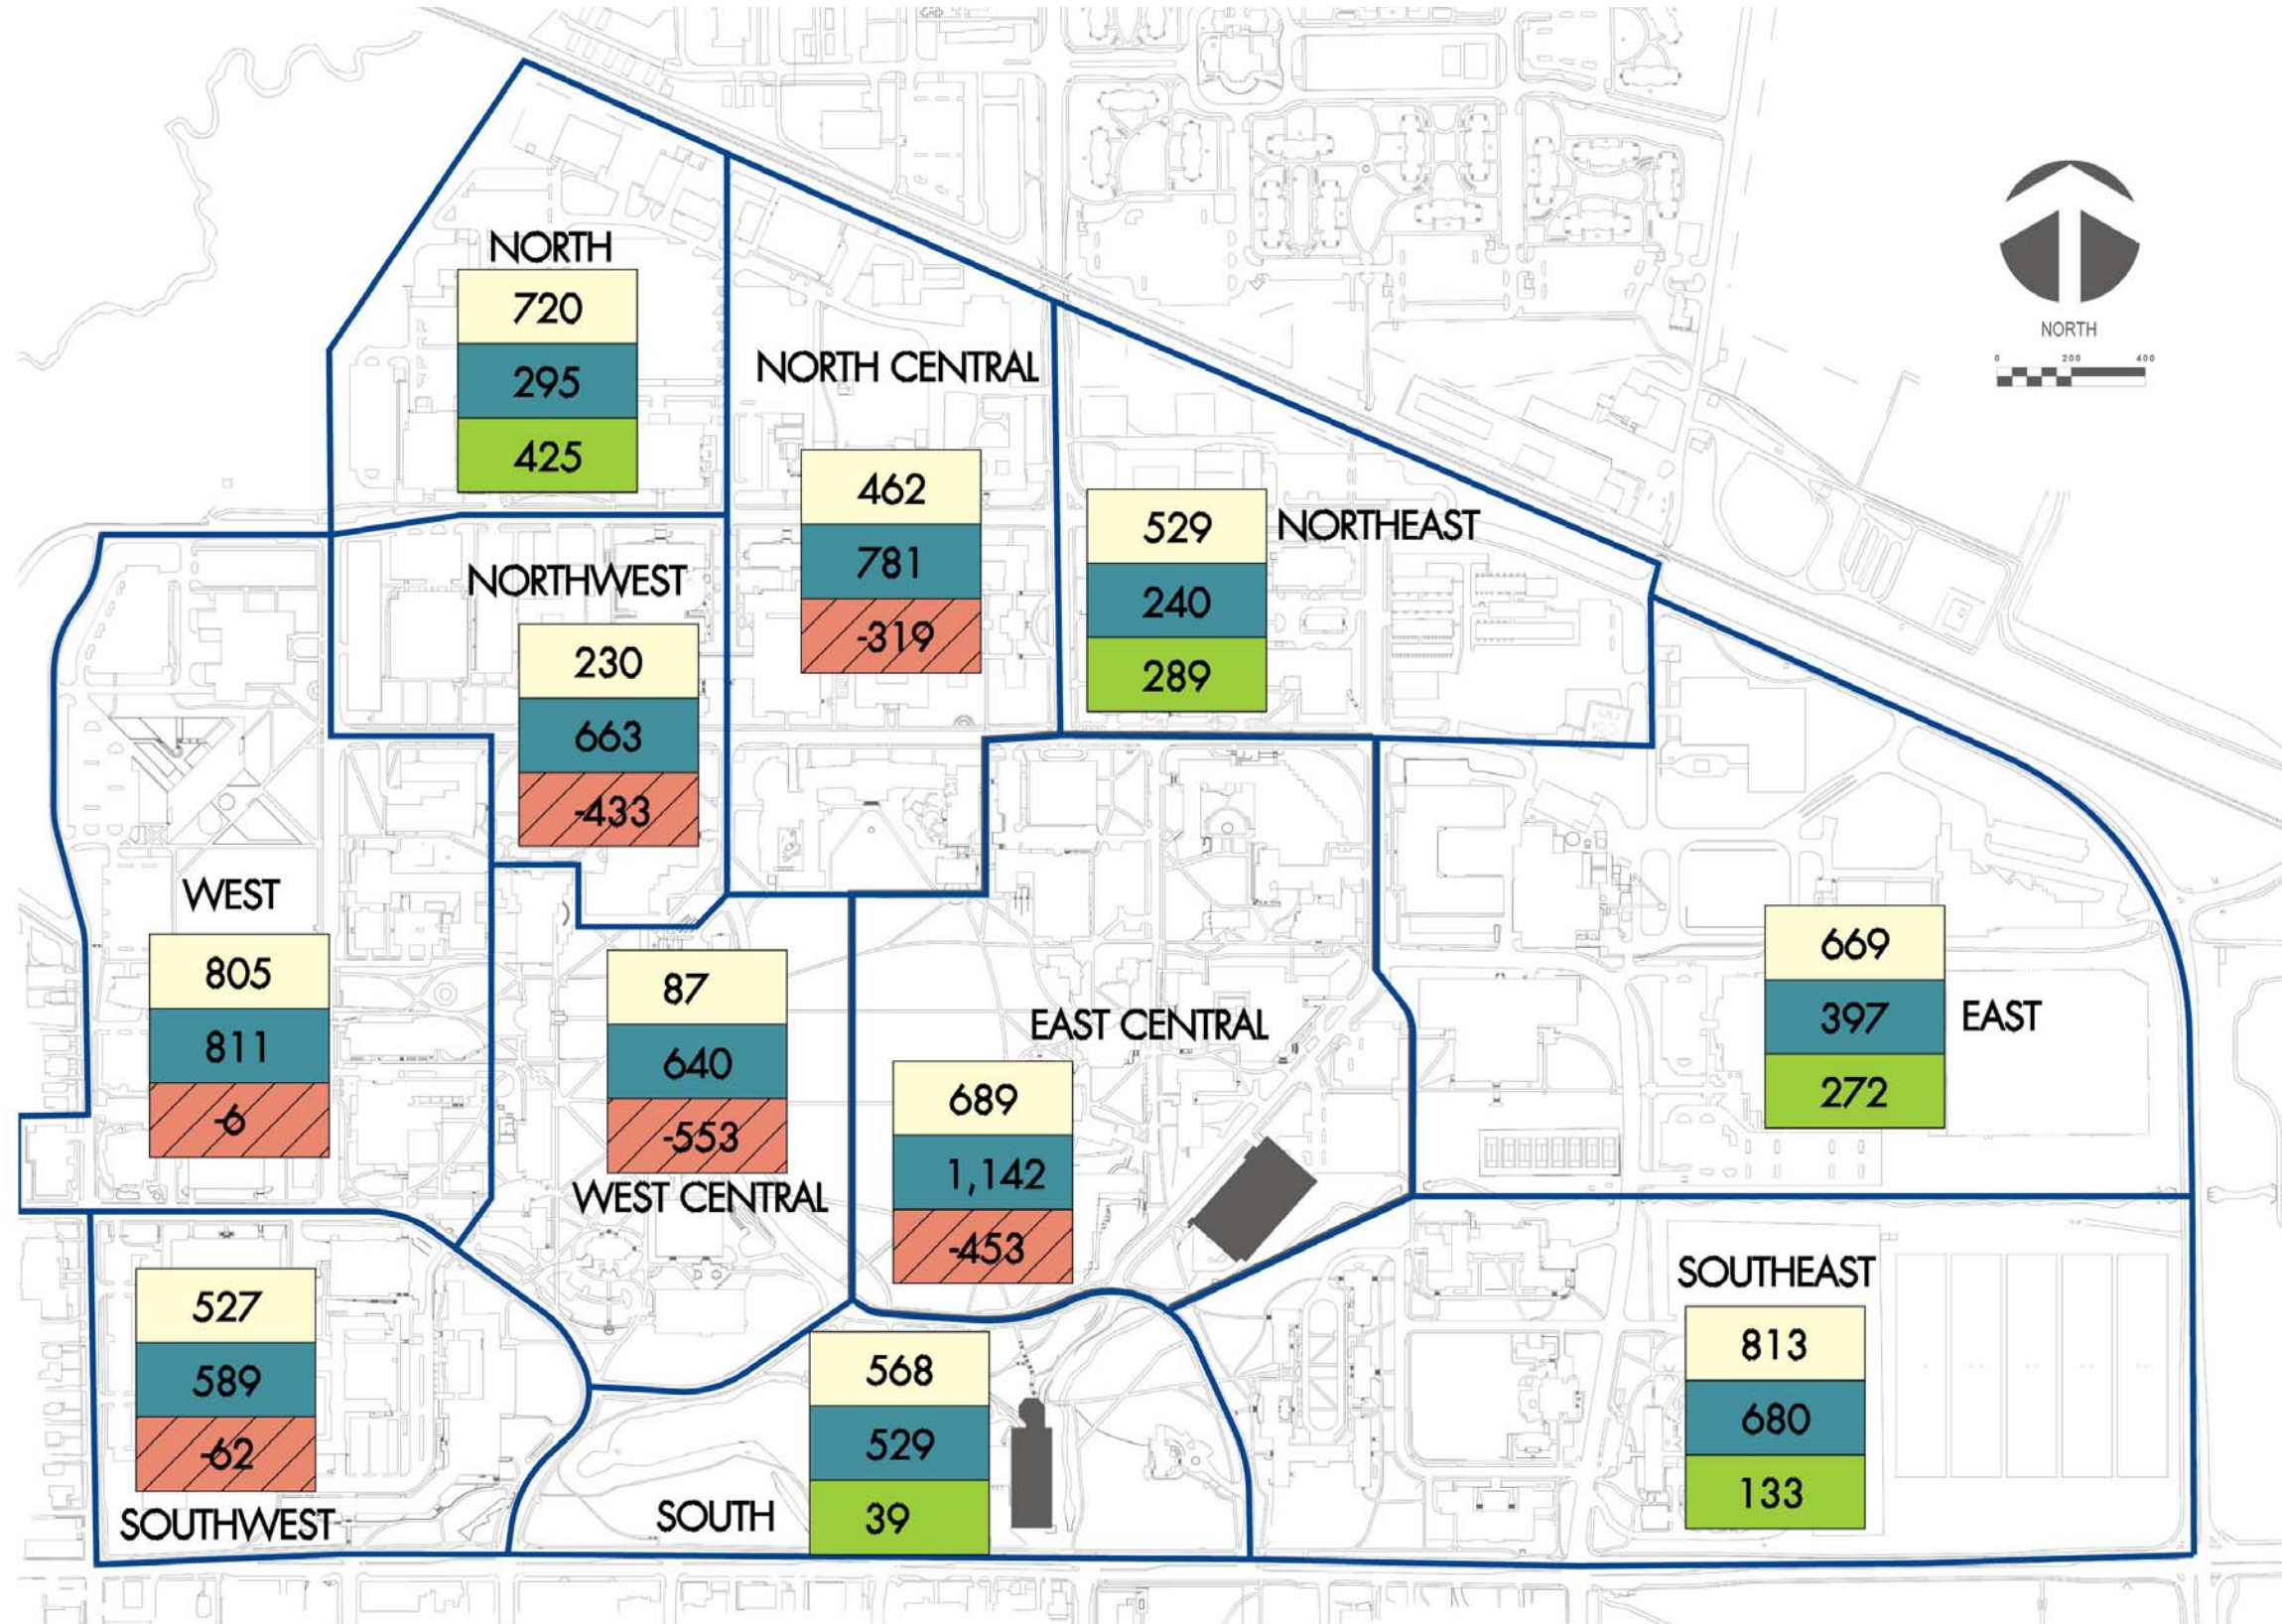 NORTH
720
295
425
NORTH CENTRAL
462
781
-319
529
240
289
NORTHEAST
NORTHWEST
230
663
-433
WEST
805
811
-6
87
640
-553
WEST CENTRAL
EAST CENTRAL
689
1,142
-453
669
397
272
EAST
527
589
-62
SOUTHWEST
SOUTH
568
529
39
SOUTHEAST
813
680
133
NORTH
0 200 400